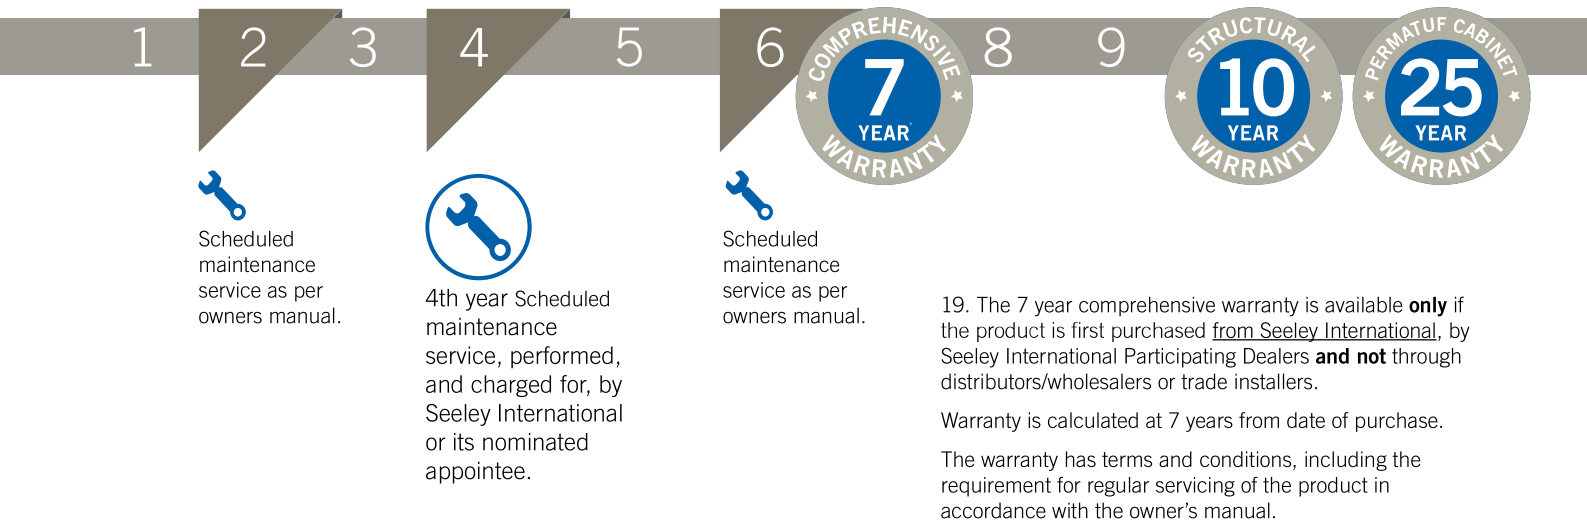 1 2 3 4 5 6 8 9
COMPREHENSIVE
7
YEAR*
WARRANTY
STRUCTURAL
10
YEAR
WARRANTY
PERMATUF CABINET
25
YEAR
WARRANTY
Scheduled
maintenance
service as per
owners manual.
4th year Scheduled
maintenance
service, performed,
and charged for, by
Seeley International
or its nominated
appointee.
Scheduled
maintenance
service as per
owners manual.
19. The 7 year comprehensive warranty is available only if
the product is first purchased from Seeley International, by
Seeley International Participating Dealers and not through
distributors/wholesalers or trade installers.
Warranty is calculated at 7 years from date of purchase.
The warranty has terms and conditions, including the
requirement for regular servicing of the product in
accordance with the owner’s manual.